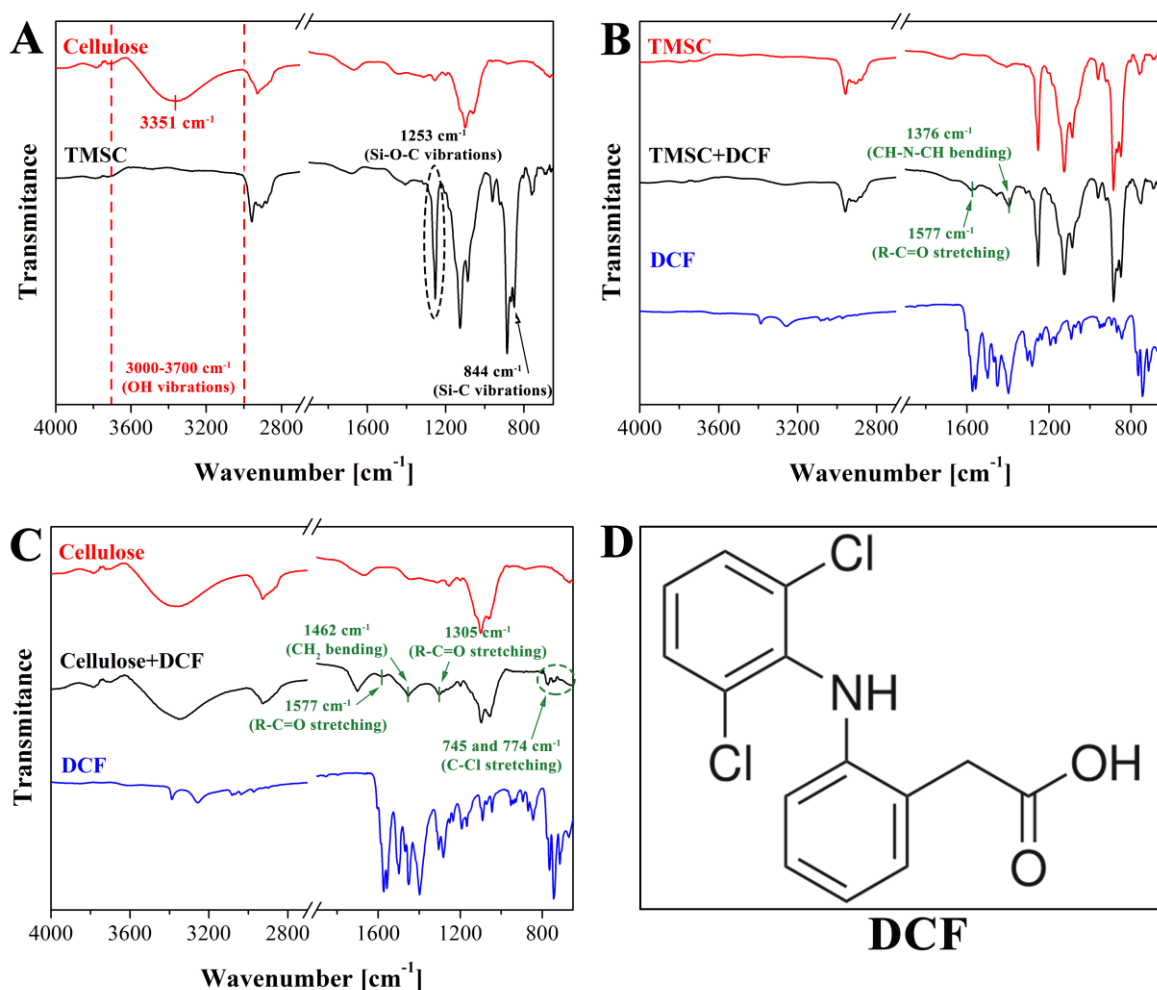 A
Cellulose
3351 cm⁻¹
TMSC
1253 cm⁻¹
(Si-O-C vibrations)
3000-3700 cm⁻¹
(OH vibrations)
844 cm⁻¹
(Si-C vibrations)
Transmitance
4000 3600 3200 2800 1200 800
Wavenumber [cm⁻¹]
B
TMSC
1376 cm⁻¹
(CH-N-CH bending)
TMSC+DCF
1577 cm⁻¹
(R-C=O stretching)
DCF
Transmitance
4000 3600 3200 2800 1600 1200 800
Wavenumber [cm⁻¹]
C
Cellulose
1462 cm⁻¹
(CH₂ bending)
1305 cm⁻¹
(R-C=O stretching)
Cellulose+DCF
1577 cm⁻¹
(R-C=O stretching)
745 and 774 cm⁻¹
(C-Cl stretching)
DCF
Transmitance
4000 3600 3200 2800 1600 1200 800
Wavenumber [cm⁻¹]
D
Cl
NH
Cl
OH
O
DCF